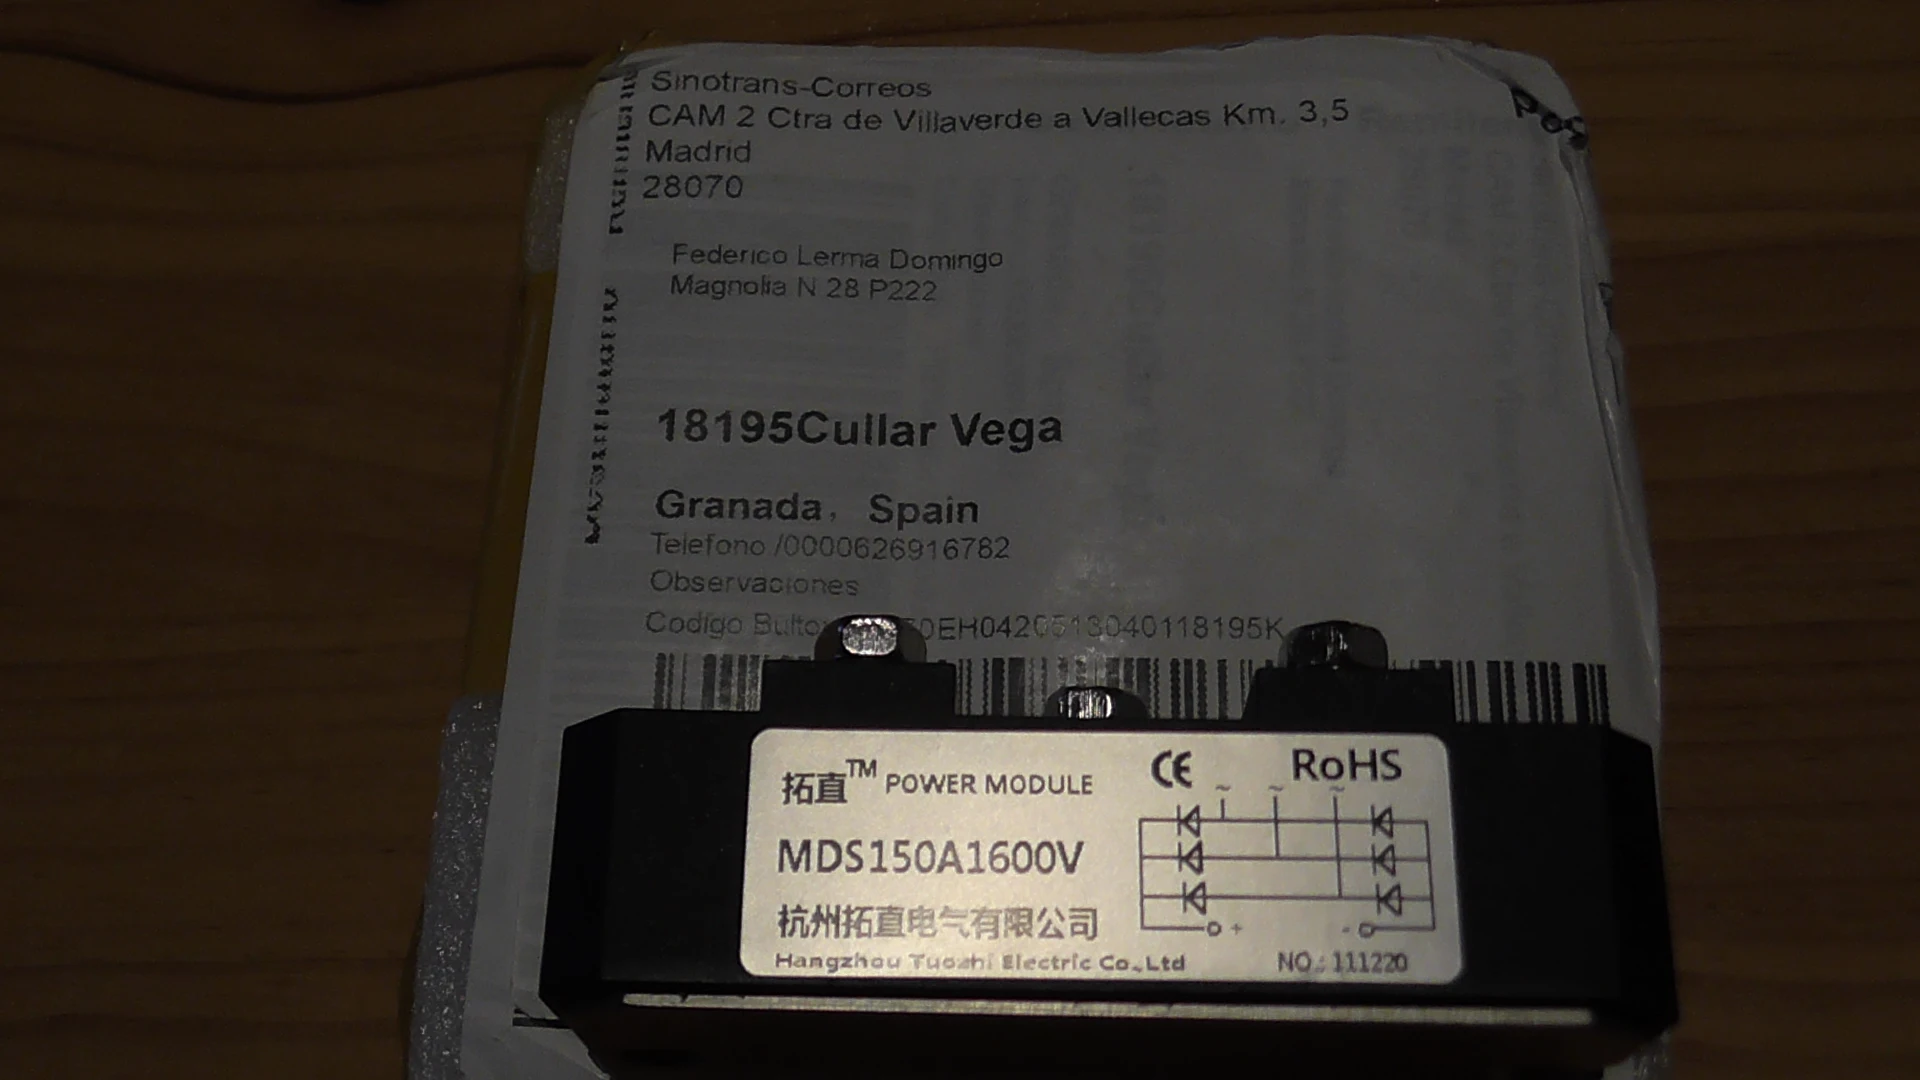 Sinotrans-Correos
CAM 2 Ctra de Villaverde a Vallecas Km. 3,5
Madrid
28070
Federico Lerma Domingo
Magnolia N 28 P222
18195Cullar Vega
Granada, Spain
Telefono /0000626916782
Observaciones
Codigo Bulto
拓直™ POWER MODULE
CE RoHS
MDS150A1600V
~ ~ ~
+ -
杭州拓直电气有限公司
Hangzhou Tuozhi Electric Co.,Ltd
NO.: 111220